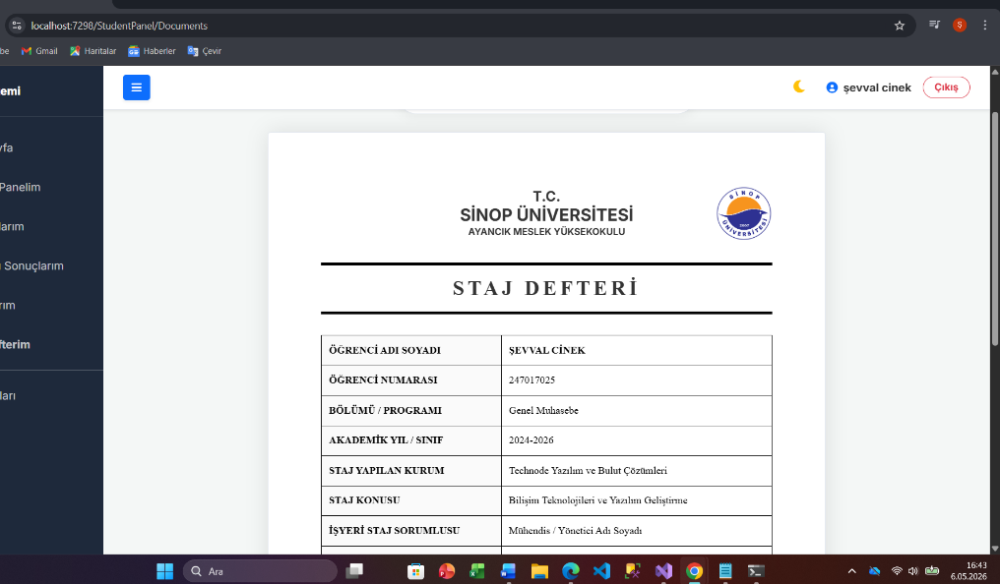 localhost:7298/StudentPanel/Documents
Ş
be
Gmail
Haritalar
Haberler
Çevir
emi
şevval cinek
Çıkış
yfa
Panelim
larım
Sonuçlarım
rım
fterim
ları
T.C.
SİNOP ÜNİVERSİTESİ
AYANCIK MESLEK YÜKSEKOKULU
SİNOP
ÜNİVERSİTESİ
2007
STAJ DEFTERİ
ÖĞRENCİ ADI SOYADI ŞEVVAL CİNEK
ÖĞRENCİ NUMARASI 247017025
BÖLÜMÜ / PROGRAMI Genel Muhasebe
AKADEMİK YIL / SINIF 2024-2026
STAJ YAPILAN KURUM Technode Yazılım ve Bulut Çözümleri
STAJ KONUSU Bilişim Teknolojileri ve Yazılım Geliştirme
İŞYERİ STAJ SORUMLUSU Mühendis / Yönetici Adı Soyadı
Ara
16:43
6.05.2026